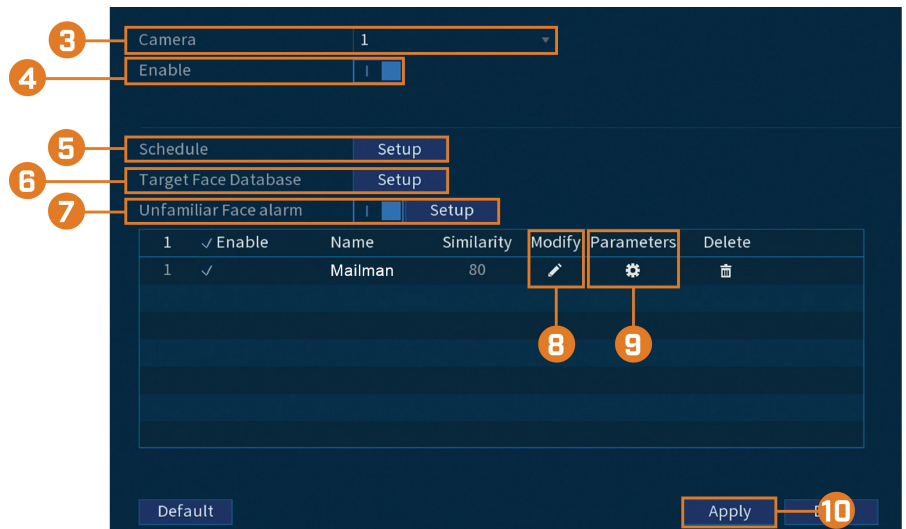 3 Camera 1
4 Enable
5 Schedule Setup
6 Target Face Database Setup
7 Unfamiliar Face alarm Setup
1 ✓ Enable Name Similarity Modify Parameters Delete
1 ✓ Mailman 80
8 9
Default Apply 10